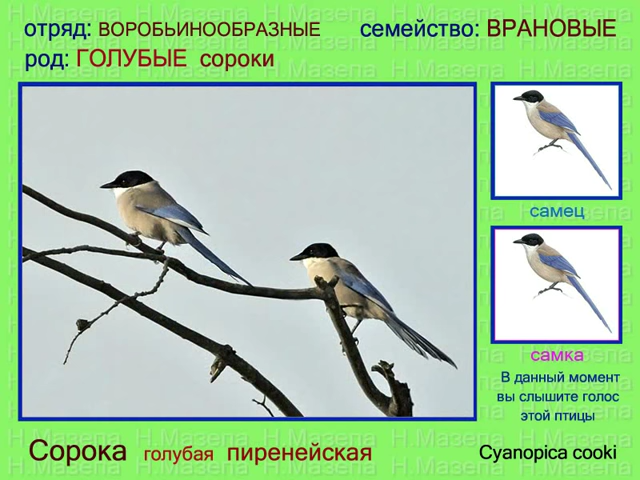 отряд: ВОРОБЬИНООБРАЗНЫЕ семейство: ВРАНОВЫЕ
род: ГОЛУБЫЕ сороки
самец
самка
В данный момент
вы слышите голос
этой птицы
Сорока голубая пиренейская Cyanopica cooki
Н.Мазепа